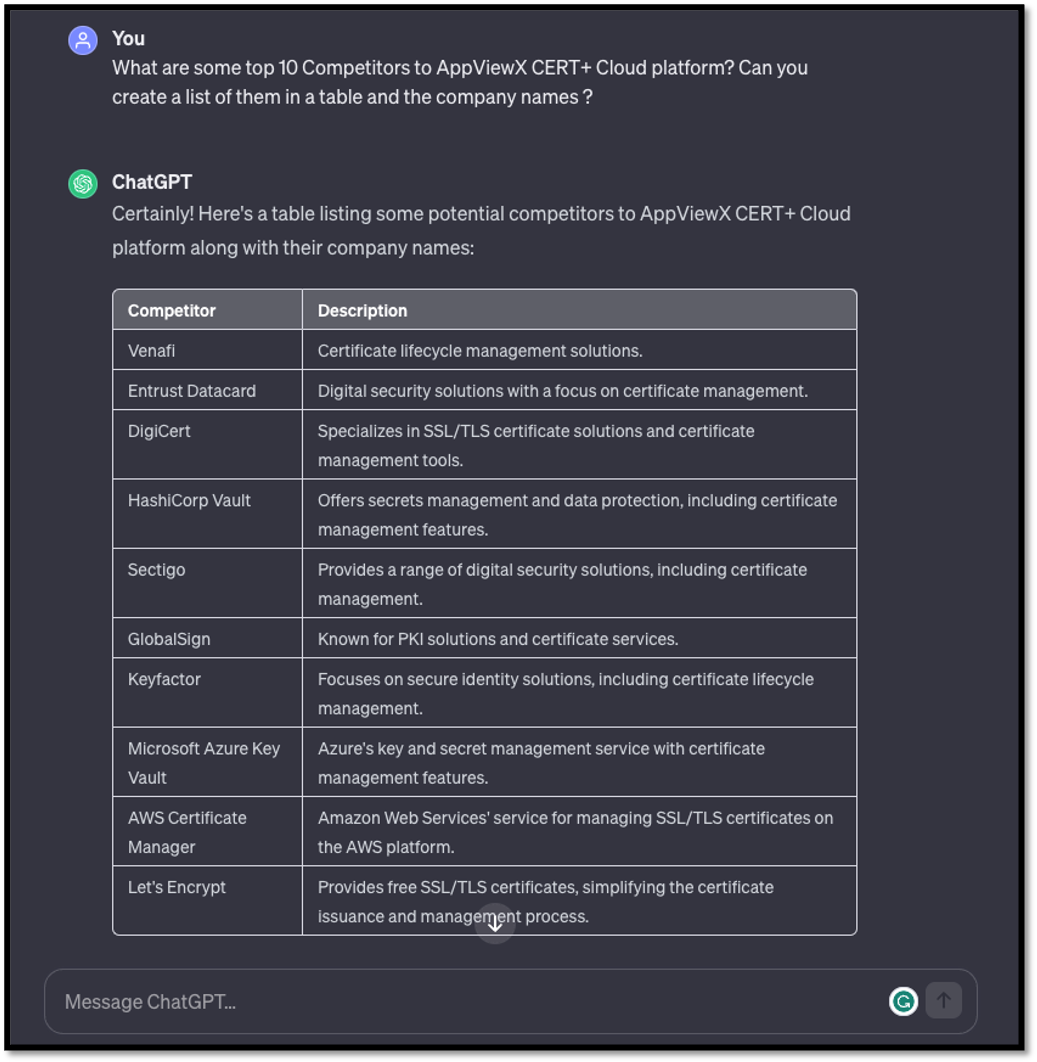 You
What are some top 10 Competitors to AppViewX CERT+ Cloud platform? Can you
create a list of them in a table and the company names ?
ChatGPT
Certainly! Here's a table listing some potential competitors to AppViewX CERT+ Cloud
platform along with their company names:
Competitor Description
Venafi Certificate lifecycle management solutions.
Entrust Datacard Digital security solutions with a focus on certificate management.
DigiCert Specializes in SSL/TLS certificate solutions and certificate
management tools.
HashiCorp Vault Offers secrets management and data protection, including certificate
management features.
Sectigo Provides a range of digital security solutions, including certificate
management.
GlobalSign Known for PKI solutions and certificate services.
Keyfactor Focuses on secure identity solutions, including certificate lifecycle
management.
Microsoft Azure Key Azure's key and secret management service with certificate
Vault management features.
AWS Certificate Amazon Web Services' service for managing SSL/TLS certificates on
Manager the AWS platform.
Let's Encrypt Provides free SSL/TLS certificates, simplifying the certificate
issuance and management process.
Message ChatGPT...